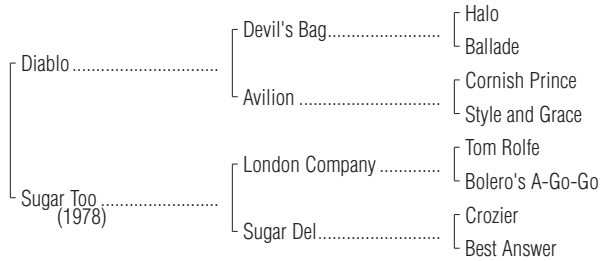 Halo
Devil's Bag
Ballade
Diablo
Cornish Prince
Avilion
Style and Grace
Tom Rolfe
London Company
Bolero's A-Go-Go
Sugar Too
(1978)
Crozier
Sugar Del
Best Answer